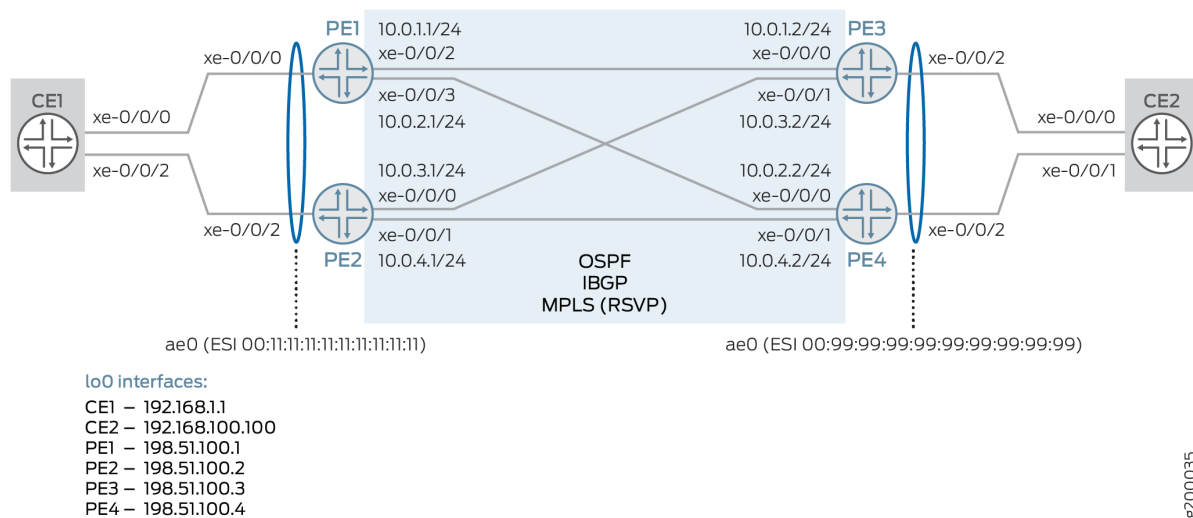 PE1 10.0.1.1/24 10.0.1.2/24 PE3
xe-0/0/0 xe-0/0/2 xe-0/0/0 xe-0/0/2
CE1 xe-0/0/3 xe-0/0/1 CE2
xe-0/0/0 10.0.2.1/24 10.0.3.2/24 xe-0/0/0
xe-0/0/2 10.0.3.1/24 10.0.2.2/24 xe-0/0/1
xe-0/0/0 xe-0/0/0
xe-0/0/2 xe-0/0/1 xe-0/0/1 xe-0/0/2
PE2 10.0.4.1/24 10.0.4.2/24 PE4
OSPF
IBGP
MPLS (RSVP)
ae0 (ESI 00:11:11:11:11:11:11:11:11:11) ae0 (ESI 00:99:99:99:99:99:99:99:99:99)
lo0 interfaces:
CE1 – 192.168.1.1
CE2 – 192.168.100.100
PE1 – 198.51.100.1
PE2 – 198.51.100.2
PE3 – 198.51.100.3
PE4 – 198.51.100.4
g200035